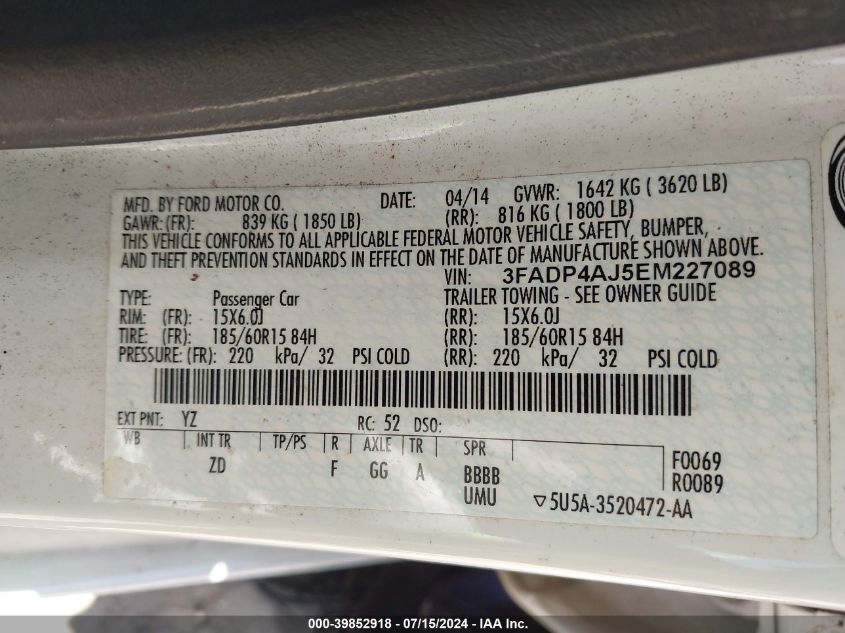 MFD. BY FORD MOTOR CO. DATE: 04/14 GVWR: 1642 KG ( 3620 LB)
GAWR: (FR): 839 KG ( 1850 LB) (RR): 816 KG ( 1800 LB)
THIS VEHICLE CONFORMS TO ALL APPLICABLE FEDERAL MOTOR VEHICLE SAFETY, BUMPER,
AND THEFT PREVENTION STANDARDS IN EFFECT ON THE DATE OF MANUFACTURE SHOWN ABOVE.
VIN: 3FADP4AJ5EM227089
TYPE: Passenger Car TRAILER TOWING - SEE OWNER GUIDE
RIM: (FR): 15X6.0J (RR): 15X6.0J
TIRE: (FR): 185/60R15 84H (RR): 185/60R15 84H
PRESSURE: (FR): 220 kPa/ 32 PSI COLD (RR): 220 kPa/ 32 PSI COLD
EXT PNT: YZ RC: 52 DSO:
WB INT TR TP/PS R AXLE TR SPR F0069
ZD F GG A BBBB R0089
UMU ▽5U5A-3520472-AA
000-39852918 - 07/15/2024 - IAA Inc.